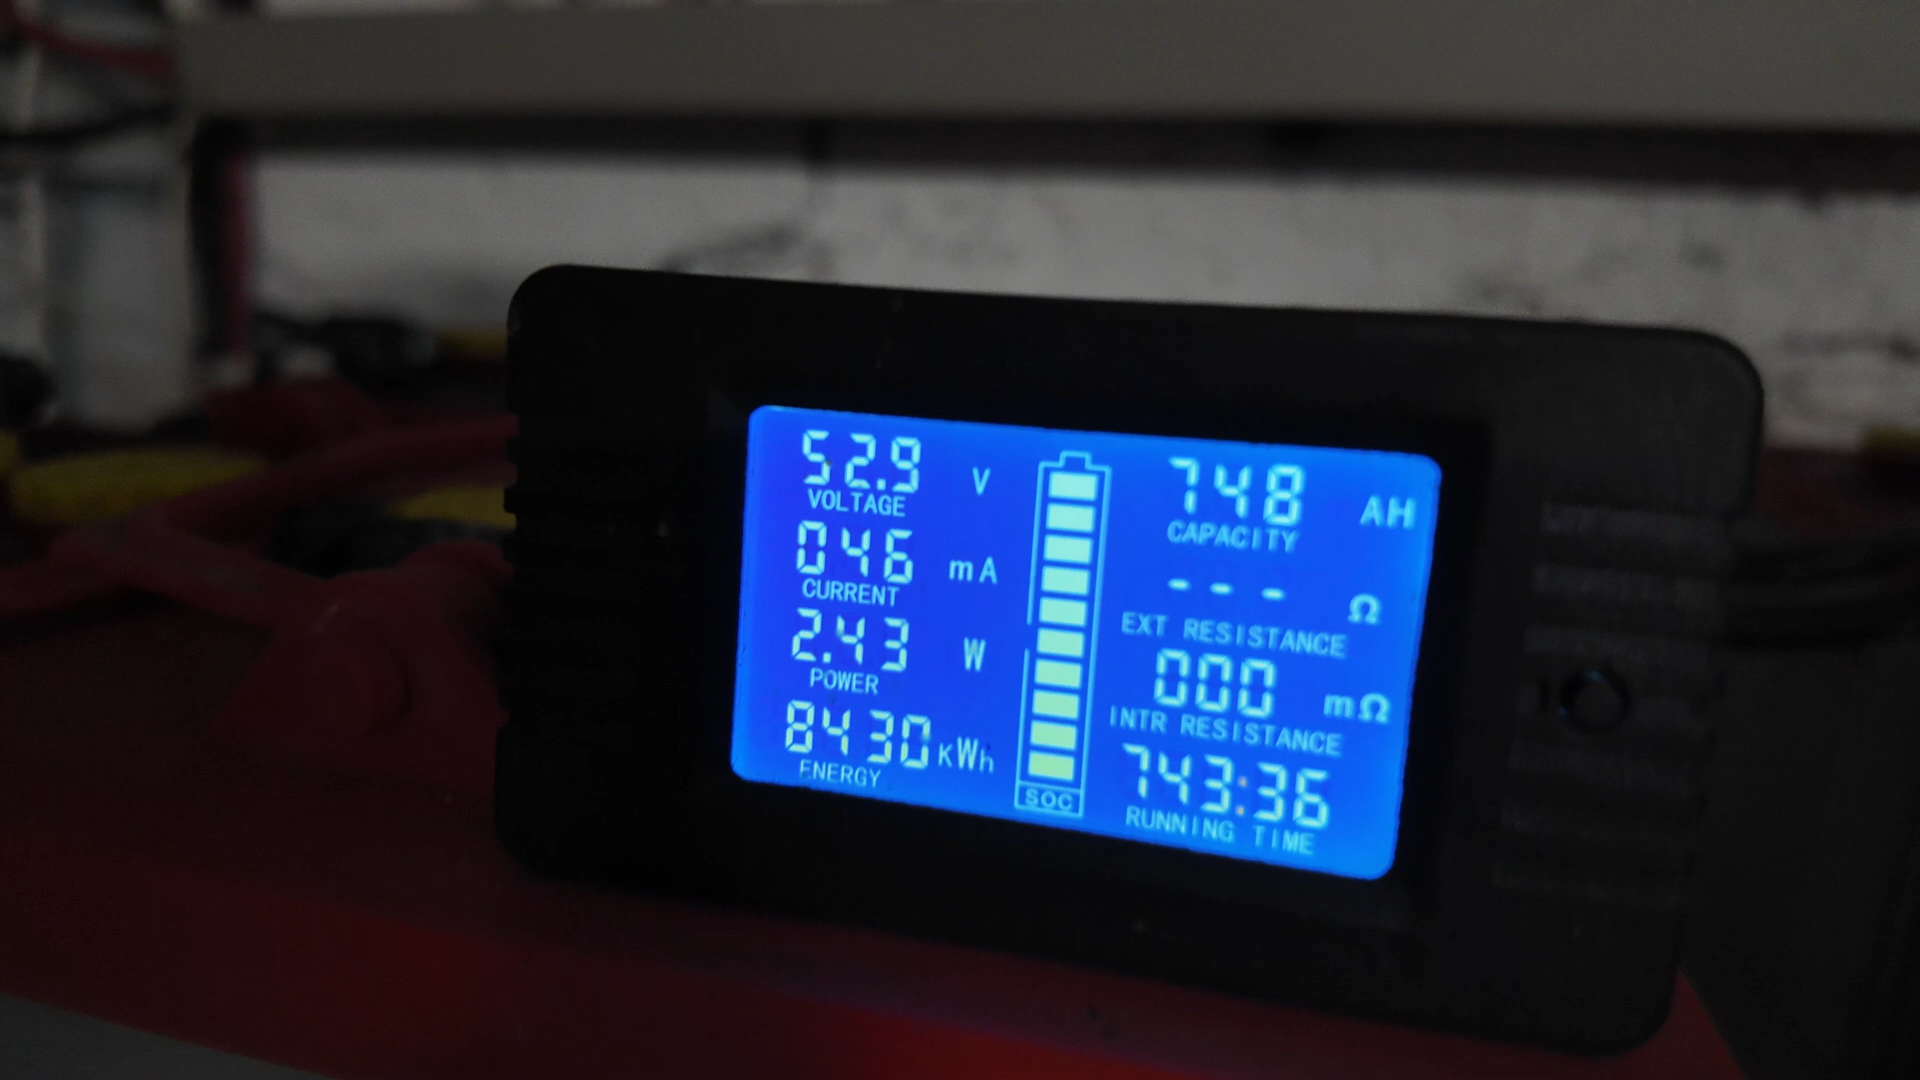 52.9 V
VOLTAGE
046 mA
CURRENT
2.43 W
POWER
8430 kWh
ENERGY
SOC
748 AH
CAPACITY
--- Ω
EXT RESISTANCE
000 mΩ
INTR RESISTANCE
743:36
RUNNING TIME